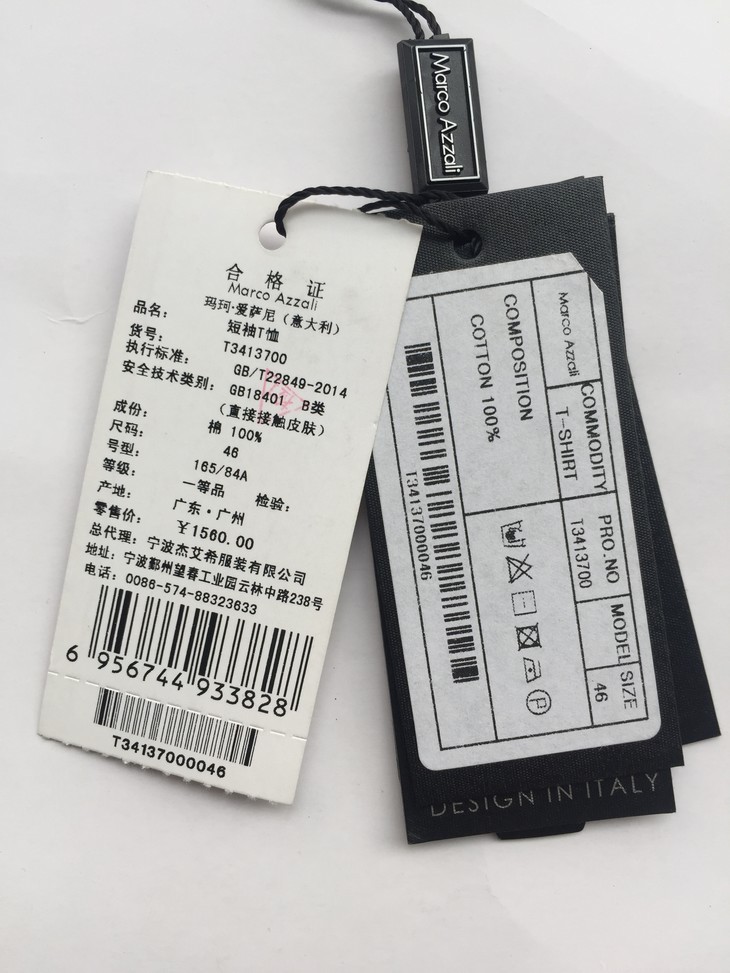 Marco Azzali
合格证
Marco Azzali
玛珂·爱萨尼（意大利）
品名： 短袖T恤
货号： T3413700
执行标准： GB/T22849-2014
安全技术类别： GB18401 B类
（直接接触皮肤）
成份： 棉 100%
尺码： 46
号型： 165/84A
等级： 一等品 检验：
产地： 广东·广州
零售价： ￥1560.00
总代理：宁波杰艾希服装有限公司
地址：宁波鄞州望春工业园云林中路238号
电话：0086-574-88323633
6 956744 933828
T34137000046
Marco Azzali
COMMODITY
T-SHIRT
PRO.NO
T3413700
MODEL SIZE
46
COMPOSITION
COTTON 100%
P
T34137000046
DESIGN IN ITALY